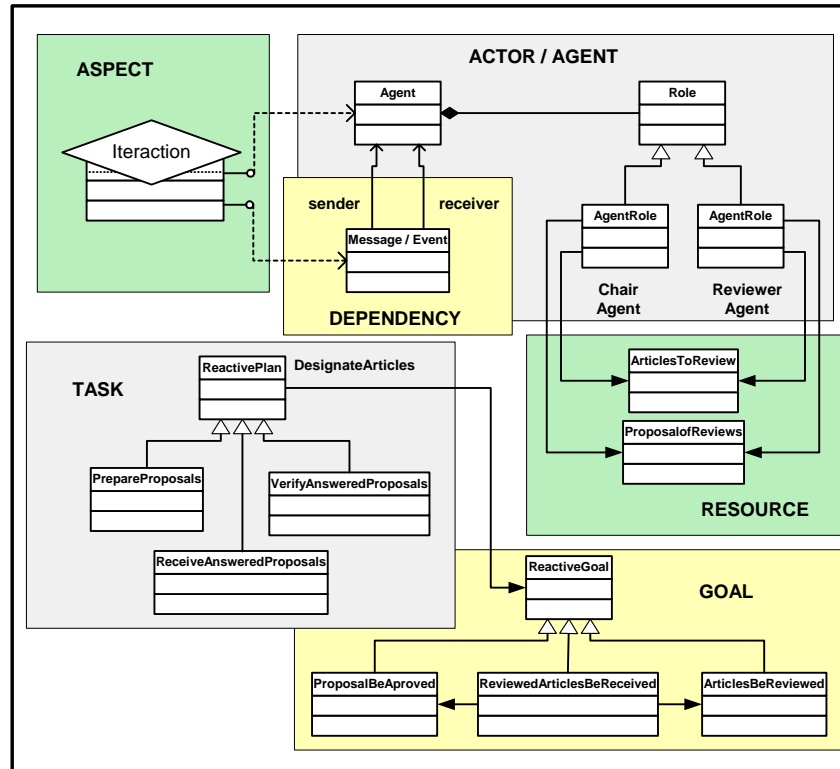 ASPECT
Iteraction
ACTOR / AGENT
Agent
Role
sender
receiver
Message / Event
DEPENDENCY
AgentRole
AgentRole
Chair
Agent
Reviewer
Agent
TASK
ReactivePlan
DesignateArticles
PrepareProposals
VerifyAnsweredProposals
ReceiveAnsweredProposals
ArticlesToReview
ProposalofReviews
RESOURCE
ReactiveGoal
GOAL
ProposalBeAproved
ReviewedArticlesBeReceived
ArticlesBeReviewed